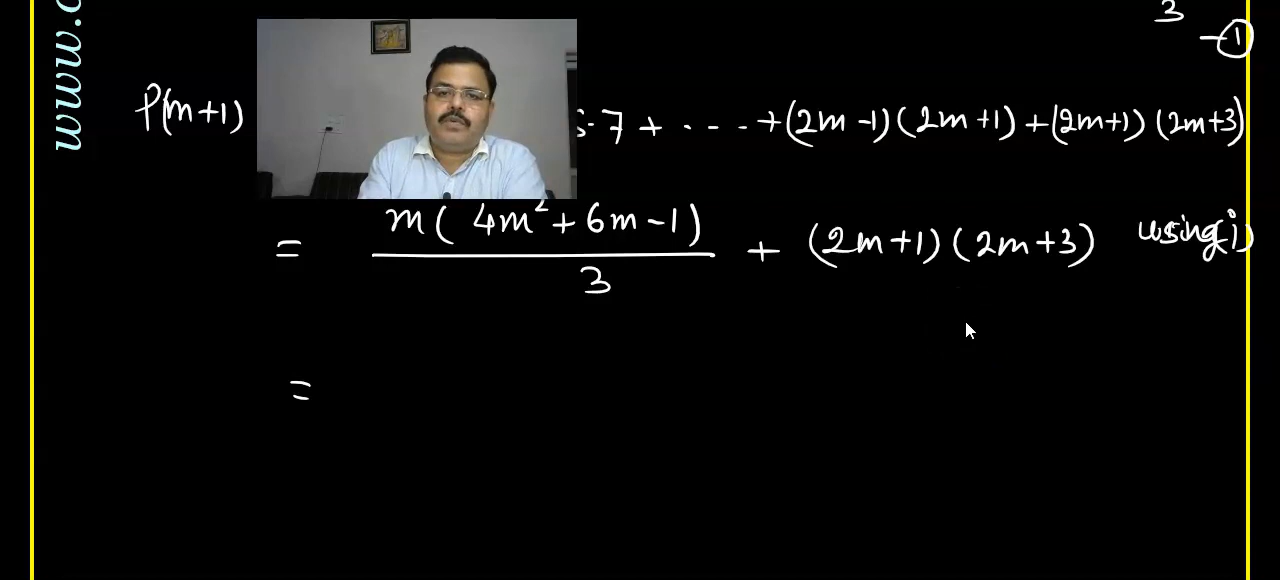 www.
3
-①
P(m+1) 5·7 + ---- +(2m-1)(2m+1)+(2m+1)(2m+3)
= m(4m²+6m-1)/3 + (2m+1)(2m+3) using(i)
=